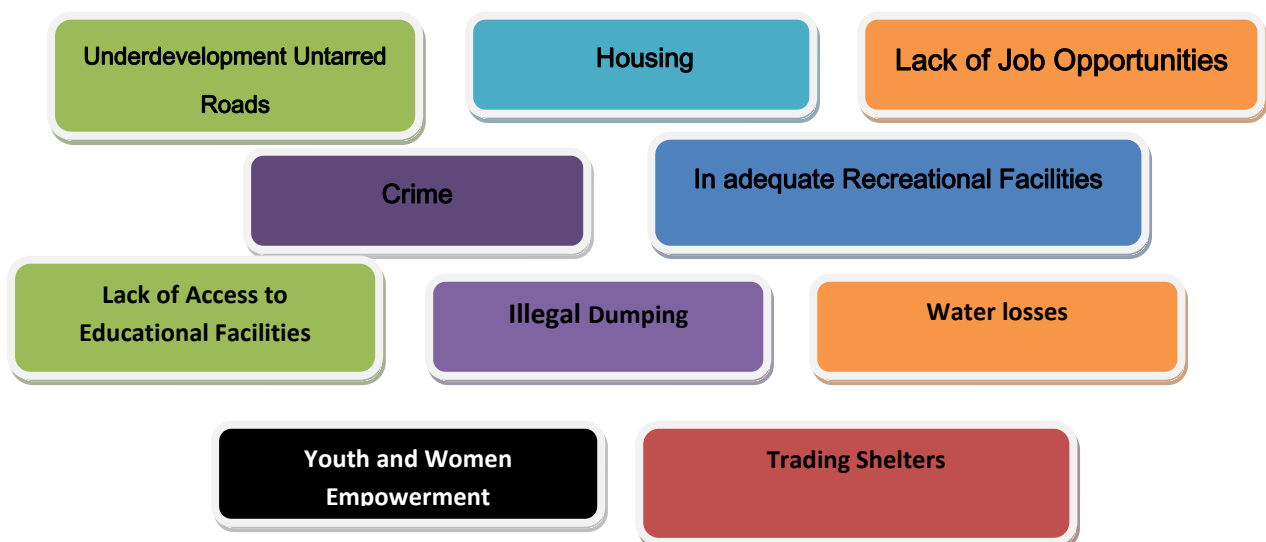 Underdevelopment Untarred
Roads
Housing
Lack of Job Opportunities
Crime
In adequate Recreational Facilities
Lack of Access to
Educational Facilities
Illegal Dumping
Water losses
Youth and Women
Empowerment
Trading Shelters